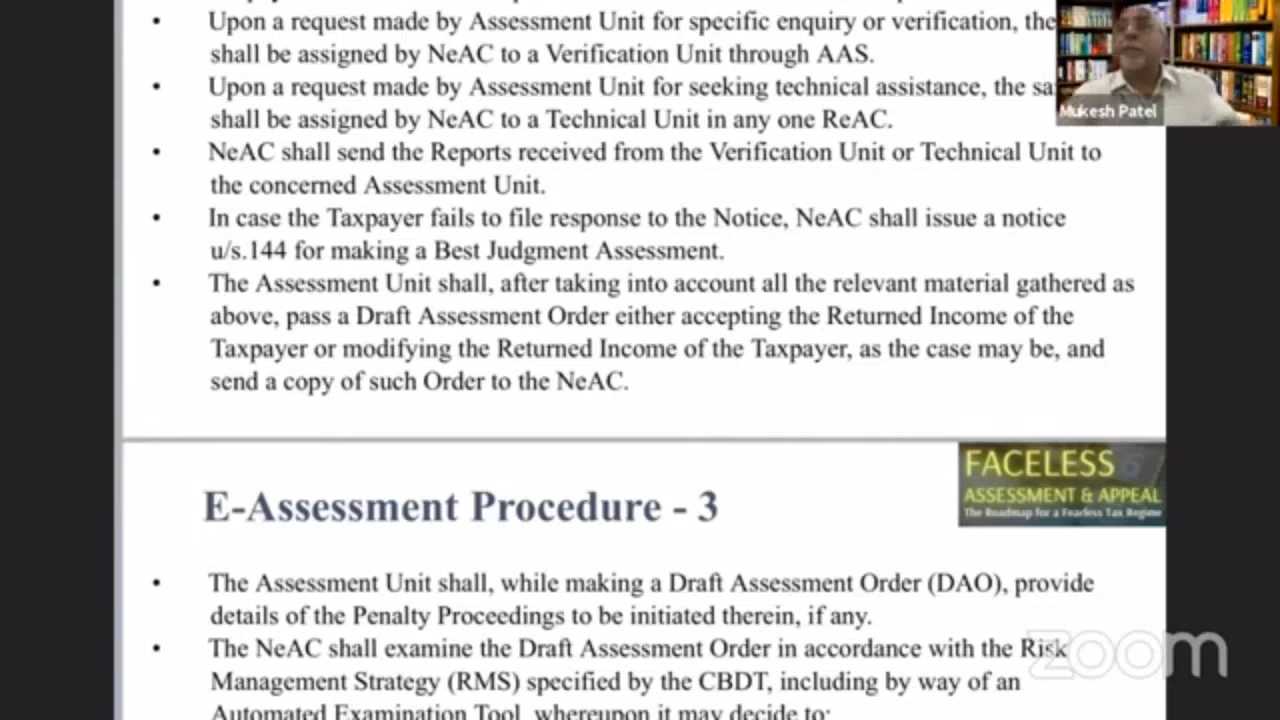 • Upon a request made by Assessment Unit for specific enquiry or verification, the
shall be assigned by NeAC to a Verification Unit through AAS.
• Upon a request made by Assessment Unit for seeking technical assistance, the sa
shall be assigned by NeAC to a Technical Unit in any one ReAC.
• NeAC shall send the Reports received from the Verification Unit or Technical Unit to
the concerned Assessment Unit.
• In case the Taxpayer fails to file response to the Notice, NeAC shall issue a notice
u/s.144 for making a Best Judgment Assessment.
• The Assessment Unit shall, after taking into account all the relevant material gathered as
above, pass a Draft Assessment Order either accepting the Returned Income of the
Taxpayer or modifying the Returned Income of the Taxpayer, as the case may be, and
send a copy of such Order to the NeAC.
Mukesh Patel
FACELESS
ASSESSMENT & APPEAL
The Roadmap for a Fearless Tax Regime
E-Assessment Procedure - 3
• The Assessment Unit shall, while making a Draft Assessment Order (DAO), provide
details of the Penalty Proceedings to be initiated therein, if any.
• The NeAC shall examine the Draft Assessment Order in accordance with the Risk
Management Strategy (RMS) specified by the CBDT, including by way of an
Automated Examination Tool, whereupon it may decide to:
zoom